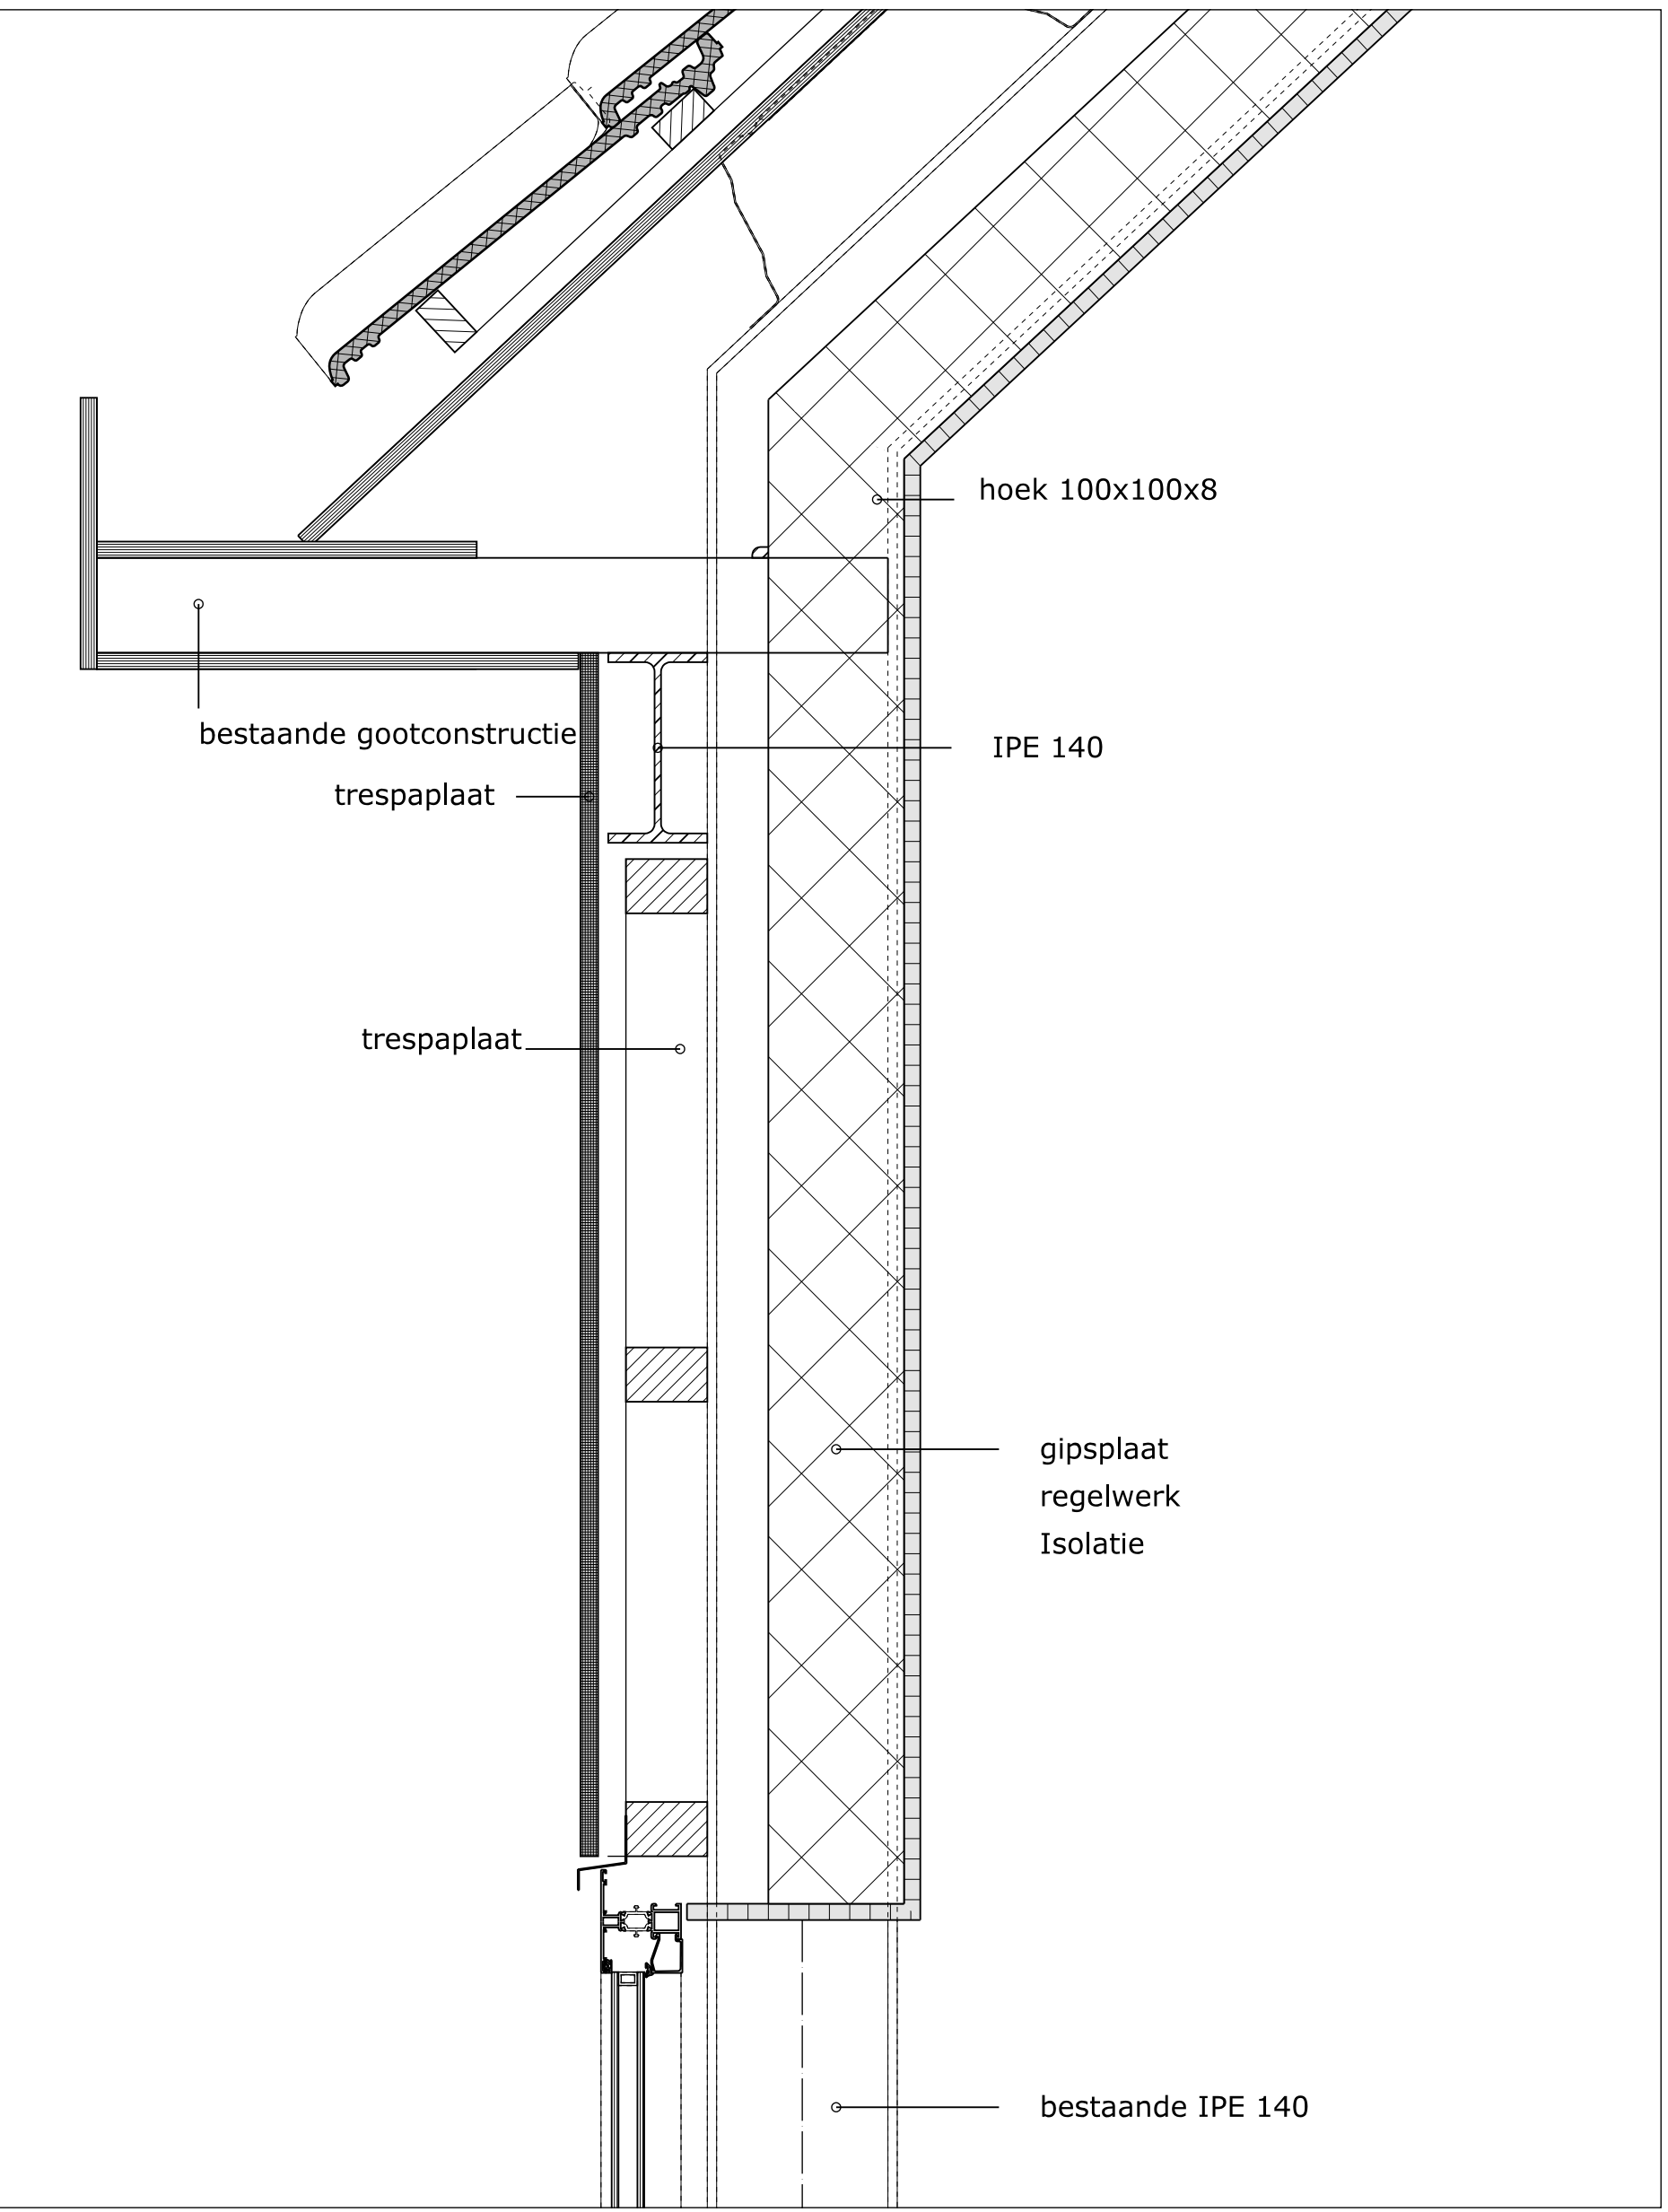 hoek 100x100x8
bestaande gootconstructie
IPE 140
trespaplaat
trespaplaat
gipsplaat
regelwerk
Isolatie
bestaande IPE 140